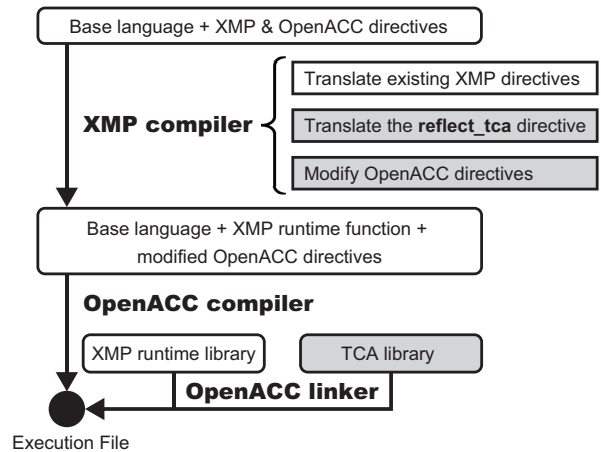 Base language + XMP & OpenACC directives
XMP compiler
Translate existing XMP directives
Translate the reflect_tca directive
Modify OpenACC directives
Base language + XMP runtime function +
modified OpenACC directives
OpenACC compiler
XMP runtime library
TCA library
OpenACC linker
Execution File